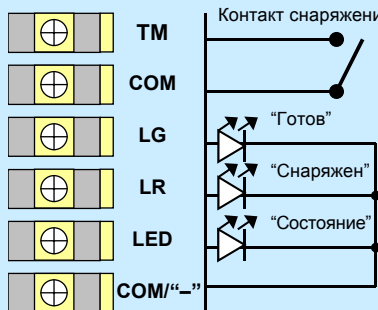 Контакт снаряжени
TM
COM
LG
“Готов”
LR
“Снаряжен”
LED
“Состояние”
COM/“–”